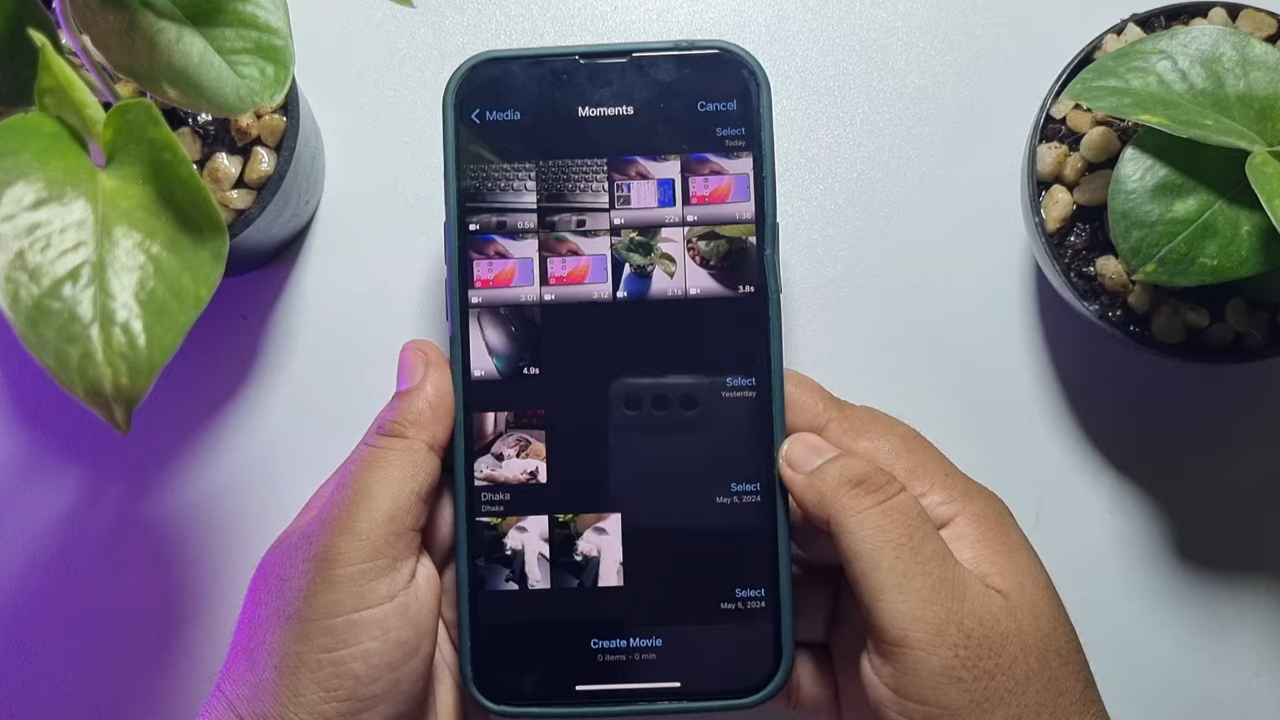 Media
Moments
Cancel
Select
Today
0.5s
22s
1:36
3:01
3:12
3.1s
3.8s
4.9s
Select
Yesterday
Dhaka
Dhaka
Select
May 5, 2024
Select
May 5, 2024
Create Movie
0 items • 0 min